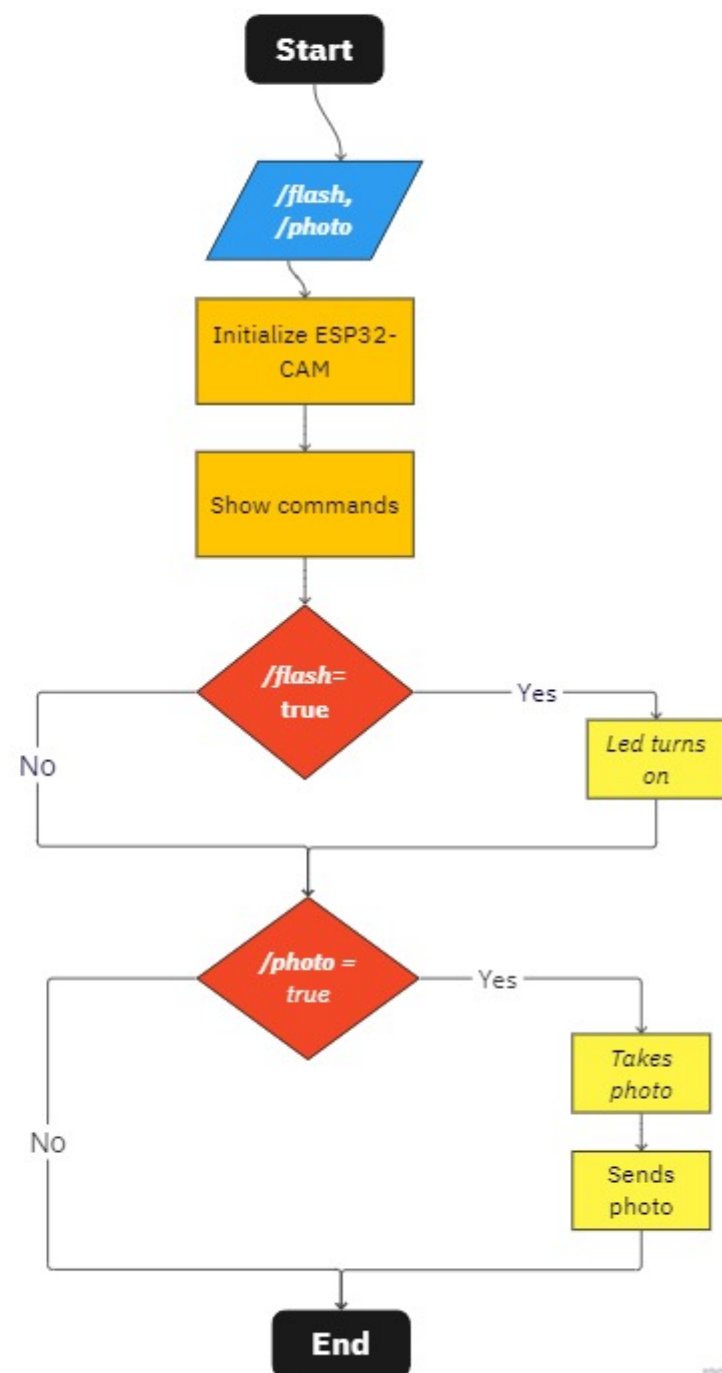 Start
/flash,
/photo
Initialize ESP32-
CAM
Show commands
/flash=
true
Yes
Led turns
on
No
/photo =
true
Yes
Takes
photo
No
Sends
photo
End